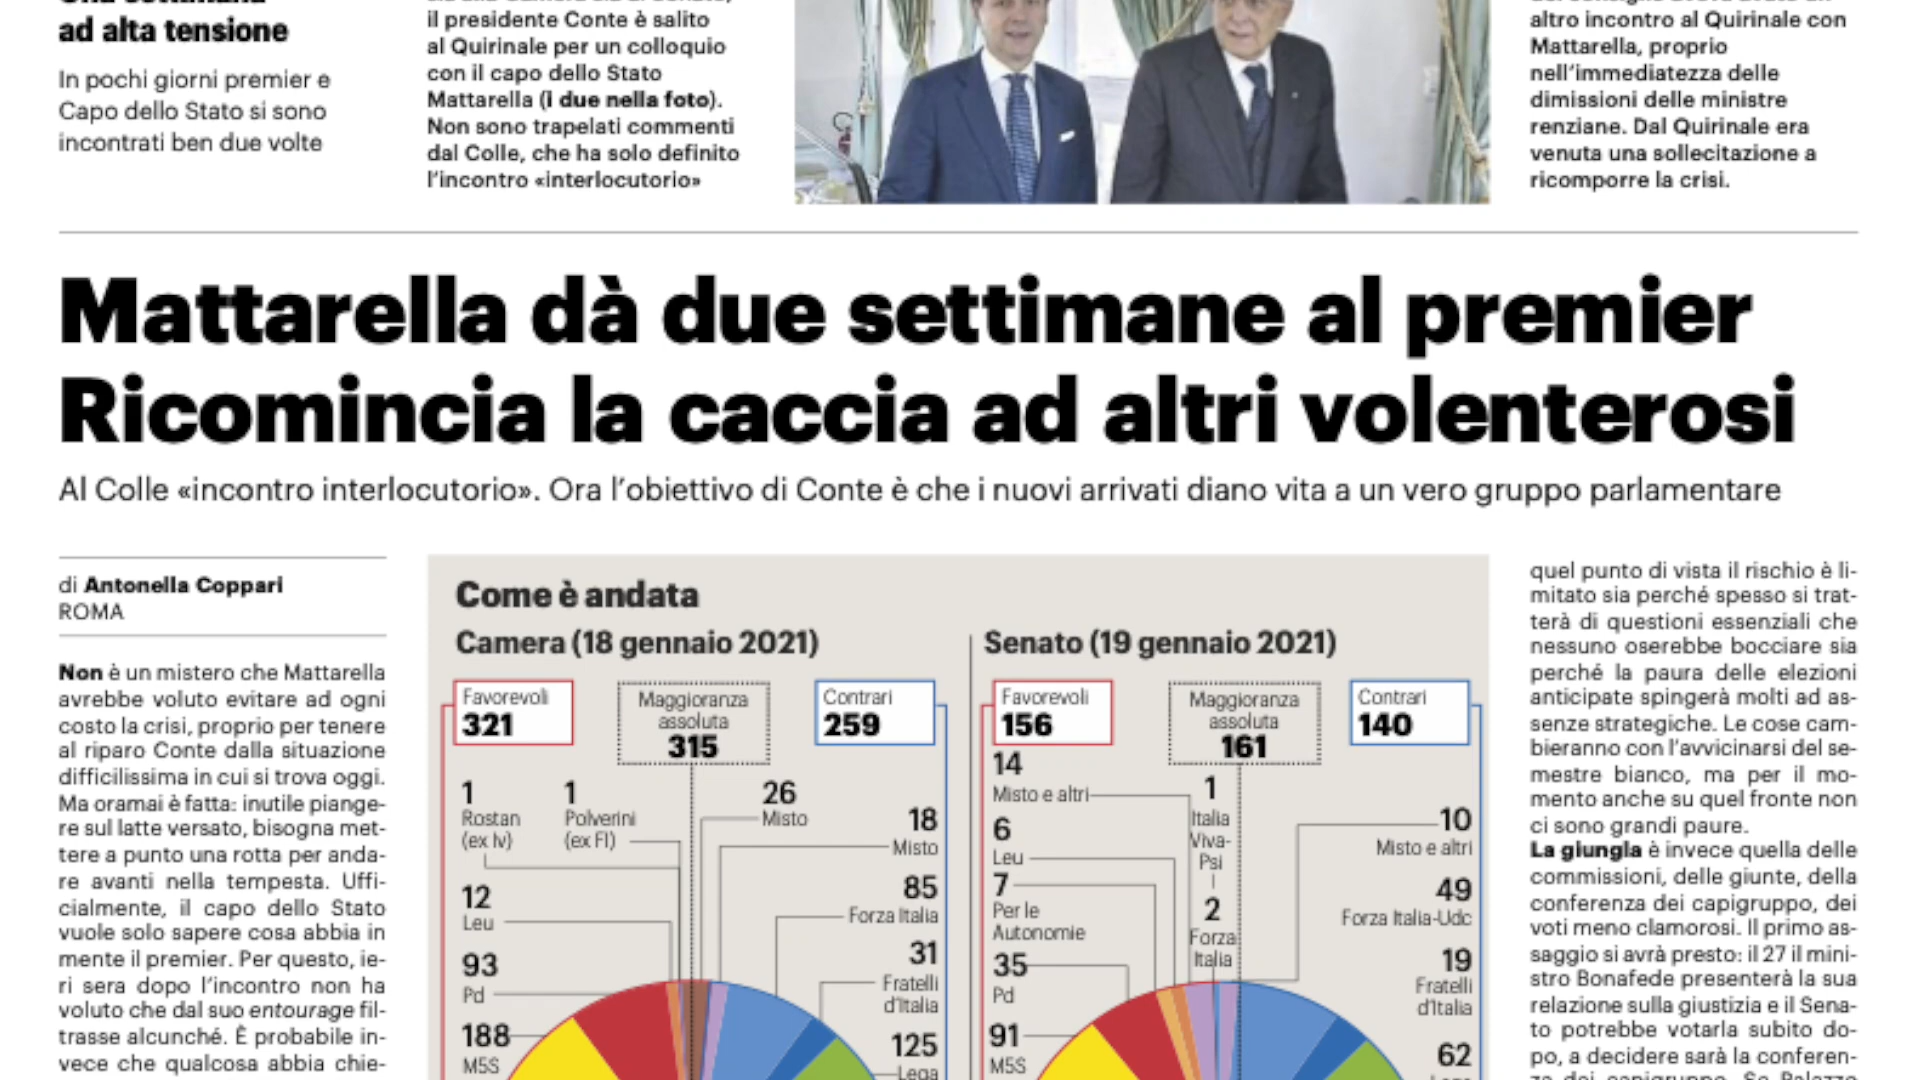 ad alta tensione
In pochi giorni premier e
Capo dello Stato si sono
incontrati ben due volte
il presidente Conte è salito
al Quirinale per un colloquio
con il capo dello Stato
Mattarella (i due nella foto).
Non sono trapelati commenti
dal Colle, che ha solo definito
l'incontro «interlocutorio»
altro incontro al Quirinale con
Mattarella, proprio
nell'immediatezza delle
dimissioni delle ministre
renziane. Dal Quirinale era
venuta una sollecitazione a
ricomporre la crisi.
Mattarella dà due settimane al premier
Ricomincia la caccia ad altri volenterosi
Al Colle «incontro interlocutorio». Ora l'obiettivo di Conte è che i nuovi arrivati diano vita a un vero gruppo parlamentare
di Antonella Coppari
ROMA
Non è un mistero che Mattarella
avrebbe voluto evitare ad ogni
costo la crisi, proprio per tenere
al riparo Conte dalla situazione
difficilissima in cui si trova oggi.
Ma oramai è fatta: inutile piange-
re sul latte versato, bisogna met-
tere a punto una rotta per anda-
re avanti nella tempesta. Uffi-
cialmente, il capo dello Stato
vuole solo sapere cosa abbia in
mente il premier. Per questo, ie-
ri sera dopo l'incontro non ha
voluto che dal suo entourage fil-
trasse alcunché. È probabile in-
vece che qualcosa abbia chie-
Come è andata
Camera (18 gennaio 2021)
Favorevoli
321
Maggioranza
assoluta
315
Contrari
259
1
Rostan
(ex Iv)
1
Polverini
(ex FI)
26
Misto
18
Misto
12
Leu
85
Forza Italia
93
Pd
31
Fratelli
d'Italia
188
M5S
125
Lega
Senato (19 gennaio 2021)
Favorevoli
156
Maggioranza
assoluta
161
Contrari
140
14
Misto e altri
1
Italia
Viva-
Psi
10
Misto e altri
6
Leu
7
Per le
Autonomie
2
Forza
Italia
49
Forza Italia-Udc
35
Pd
19
Fratelli
d'Italia
91
M5S
62
quel punto di vista il rischio è li-
mitato sia perché spesso si trat-
terà di questioni essenziali che
nessuno oserebbe bocciare sia
perché la paura delle elezioni
anticipate spingerà molti ad as-
senze strategiche. Le cose cam-
bieranno con l'avvicinarsi del se-
mestre bianco, ma per il mo-
mento anche su quel fronte non
ci sono grandi paure.
La giungla è invece quella delle
commissioni, delle giunte, della
conferenza dei capigruppo, dei
voti meno clamorosi. Il primo as-
saggio si avrà presto: il 27 il mini-
stro Bonafede presenterà la sua
relazione sulla giustizia e il Sena-
to potrebbe votarla subito do-
po, a decidere sarà la conferen-